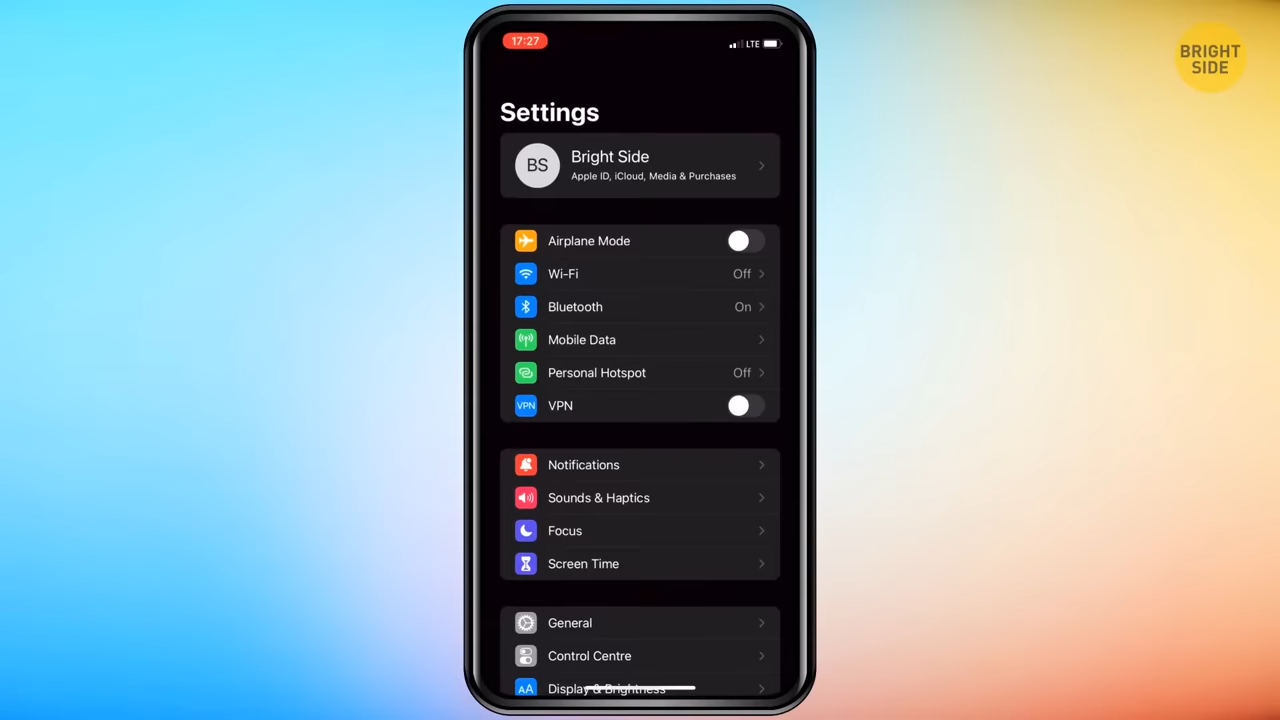 17:27
LTE
BRIGHT
SIDE
Settings
BS
Bright Side
Apple ID, iCloud, Media & Purchases
Airplane Mode
Wi-Fi Off
Bluetooth On
Mobile Data
Personal Hotspot Off
VPN VPN
Notifications
Sounds & Haptics
Focus
Screen Time
General
Control Centre
AA Display & Brightness